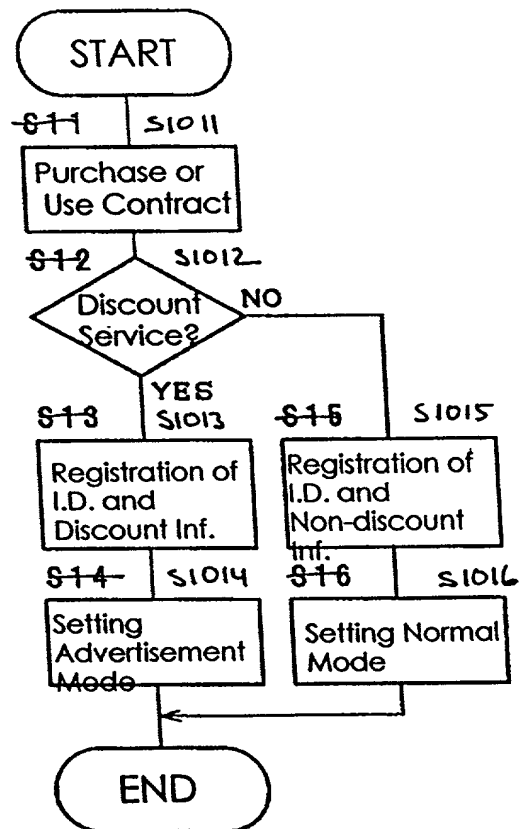 START
S11 S1011
Purchase or
Use Contract
S12 S1012
Discount
Service?
NO
YES
S13 S1013
S15 S1015
Registration of
I.D. and
Discount Inf.
Registration of
I.D. and
Non-discount
Inf.
S14 S1014
S16 S1016
Setting
Advertisement
Mode
Setting Normal
Mode
END